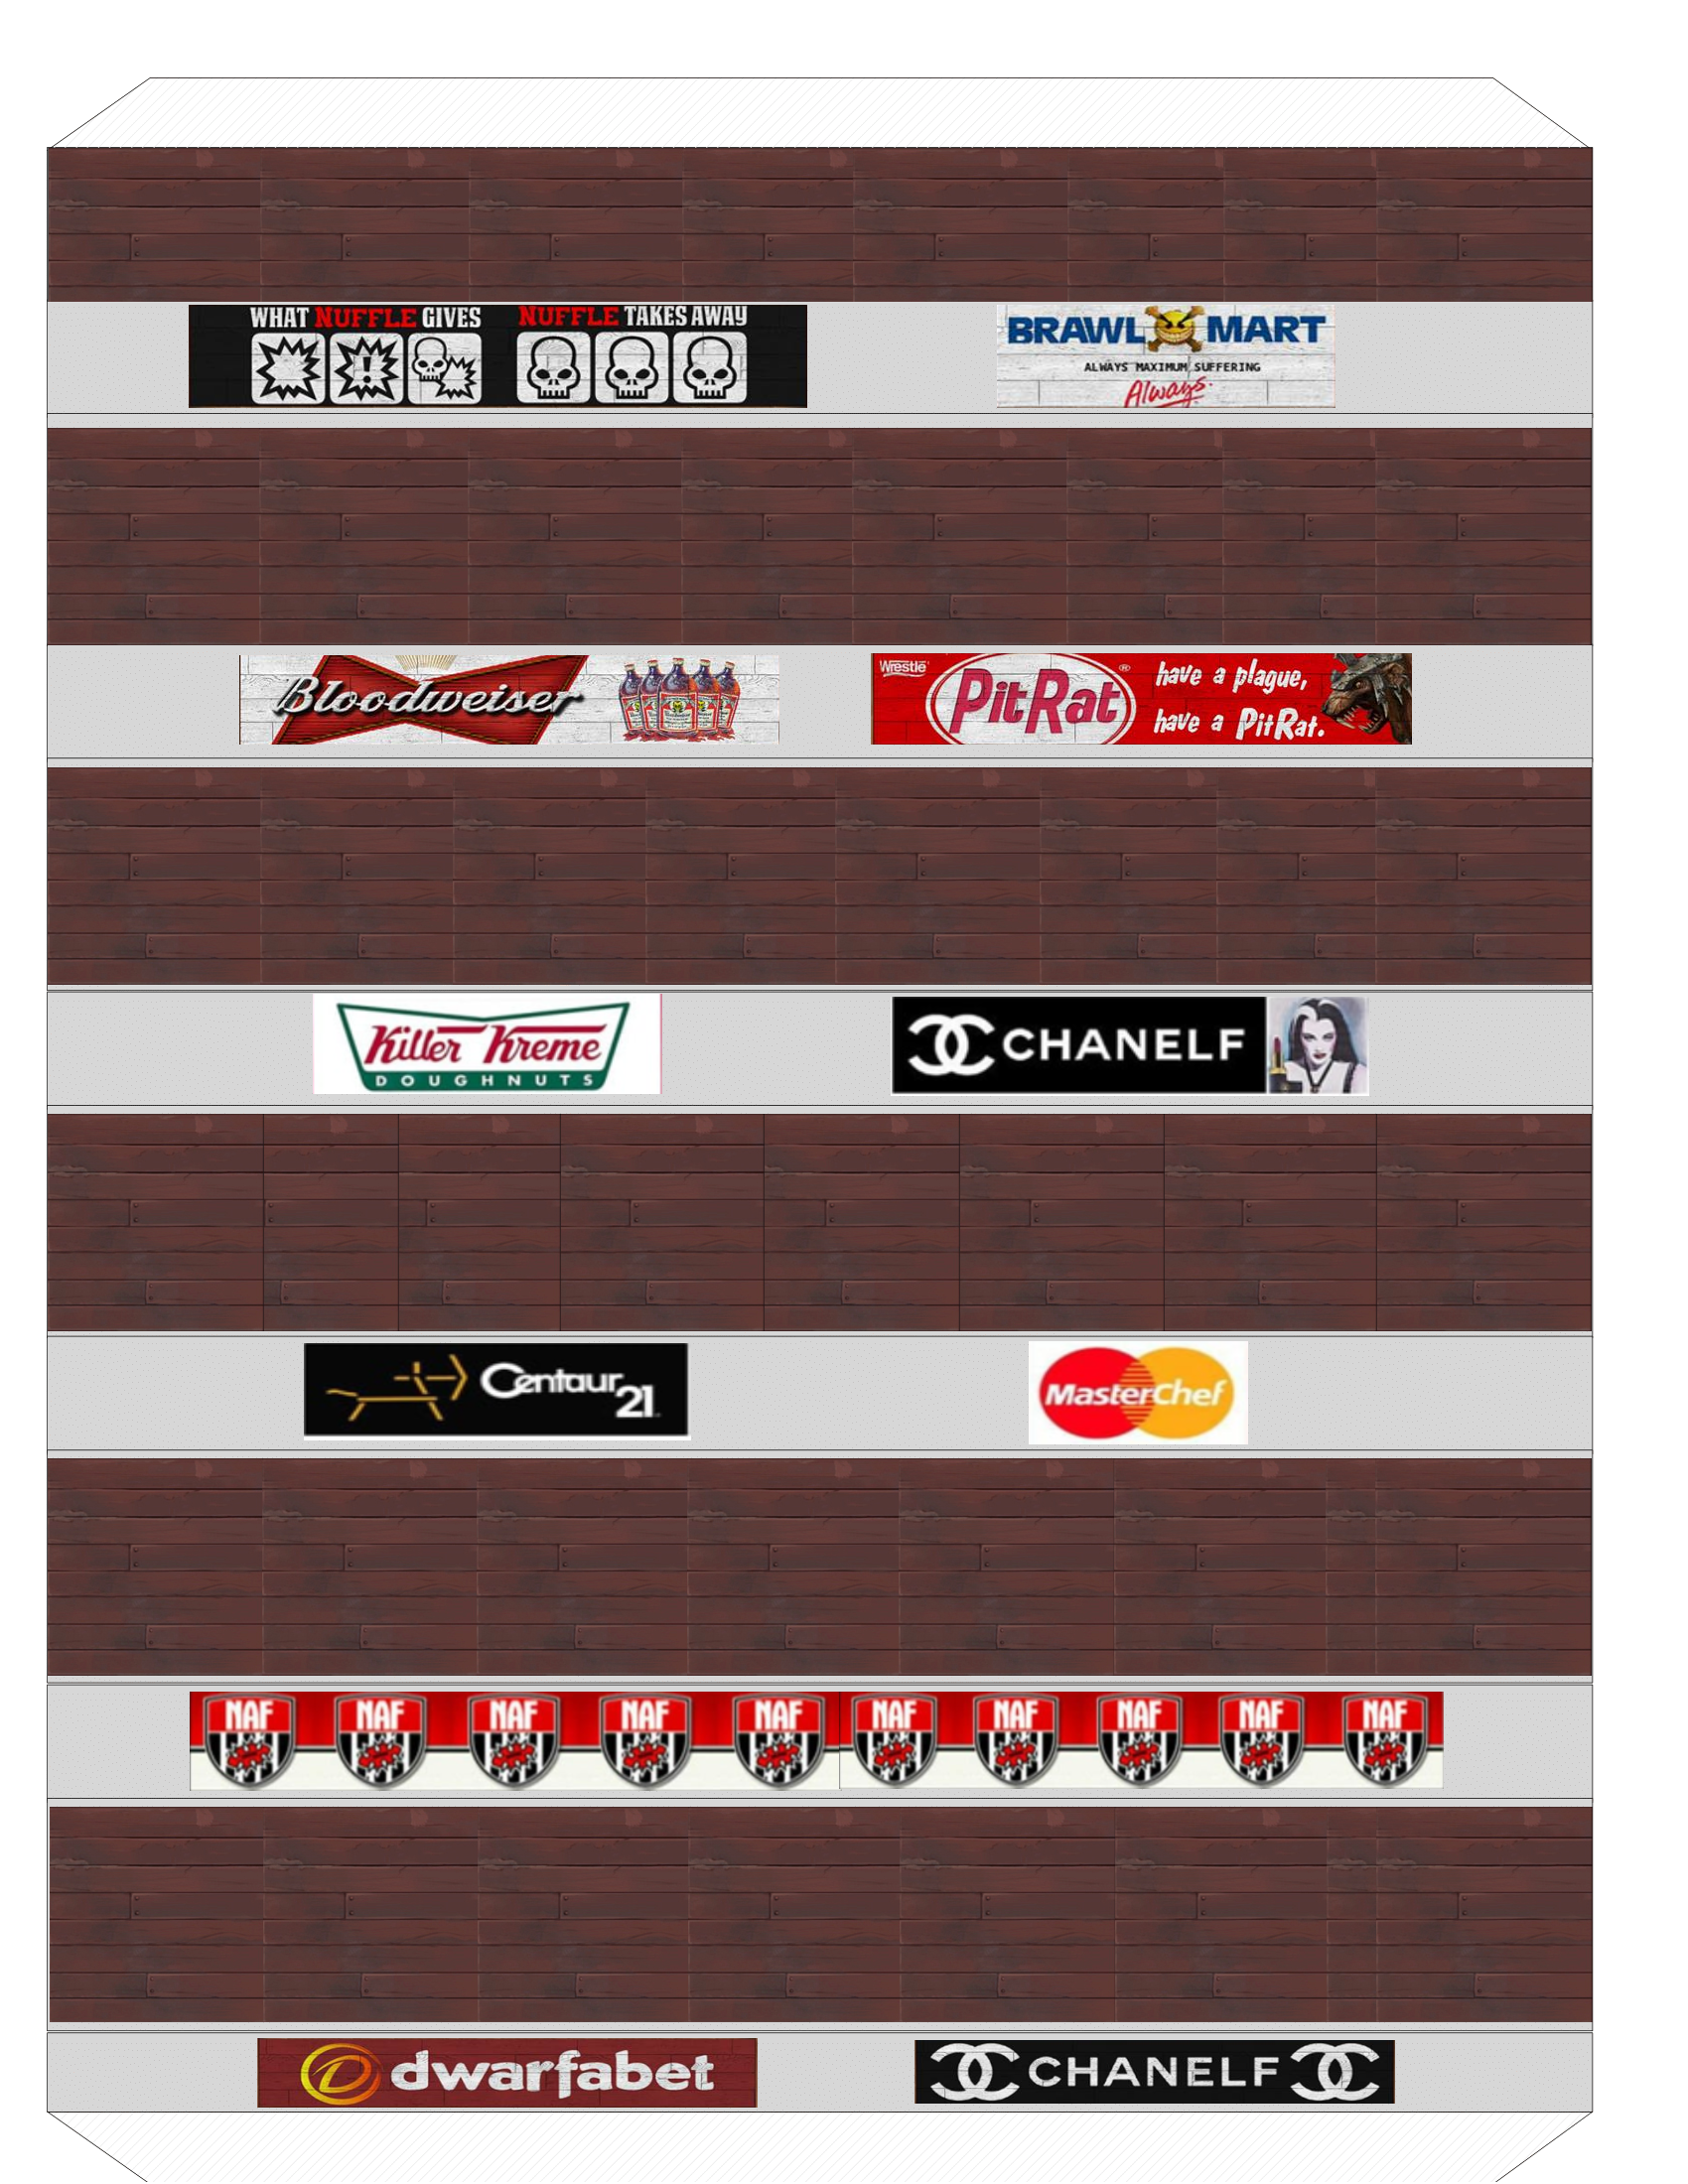 WHAT NUFFLE GIVES NUFFLE TAKES AWAY
!
BRAWL MART
ALWAYS MAXIMUM SUFFERING
Always.
Bloodweiser
Wrestle
PitRat®
have a plague,
have a PitRat.
Killer Kreme
DOUGHNUTS
CHANELF
Centaur 21
MasterChef
NAF NAF NAF NAF NAF NAF NAF NAF NAF NAF
D dwarfabet
CHANELF